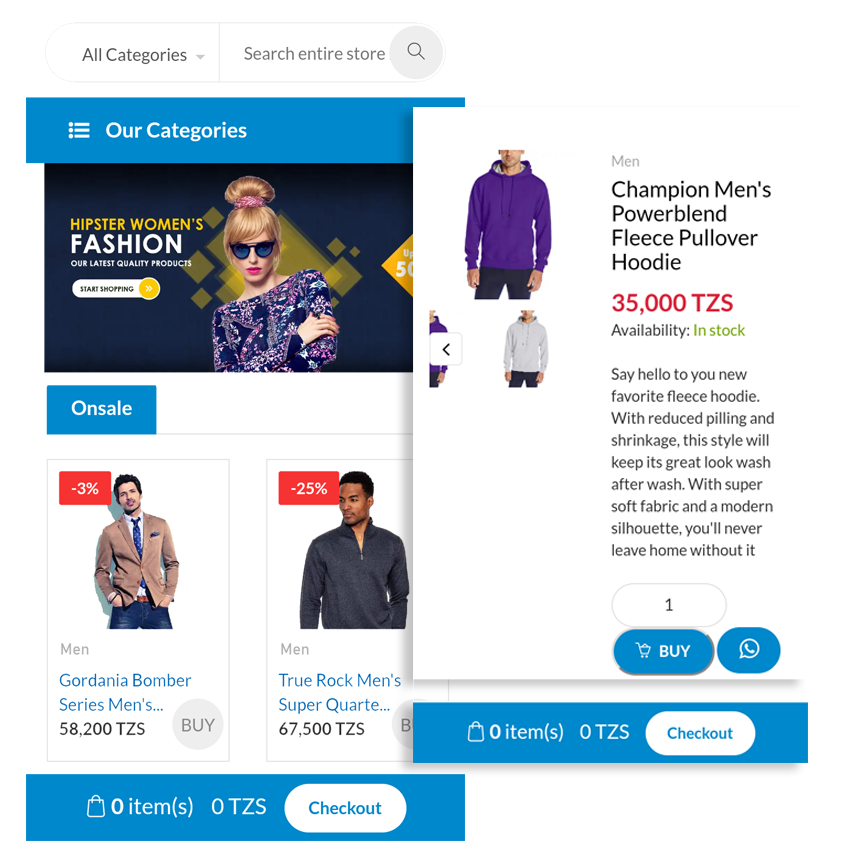 All Categories
Search entire store
Our Categories
HIPSTER WOMEN'S
FASHION
OUR LATEST QUALITY PRODUCTS
START SHOPPING
Up
50
Onsale
-3%
Men
Gordania Bomber
Series Men's...
58,200 TZS
BUY
-25%
Men
True Rock Men's
Super Quarte...
67,500 TZS
0 item(s) 0 TZS Checkout
Men
Champion Men's
Powerblend
Fleece Pullover
Hoodie
35,000 TZS
Availability: In stock
Say hello to you new
favorite fleece hoodie.
With reduced pilling and
shrinkage, this style will
keep its great look wash
after wash. With super
soft fabric and a modern
silhouette, you'll never
leave home without it
1
BUY
0 item(s) 0 TZS Checkout